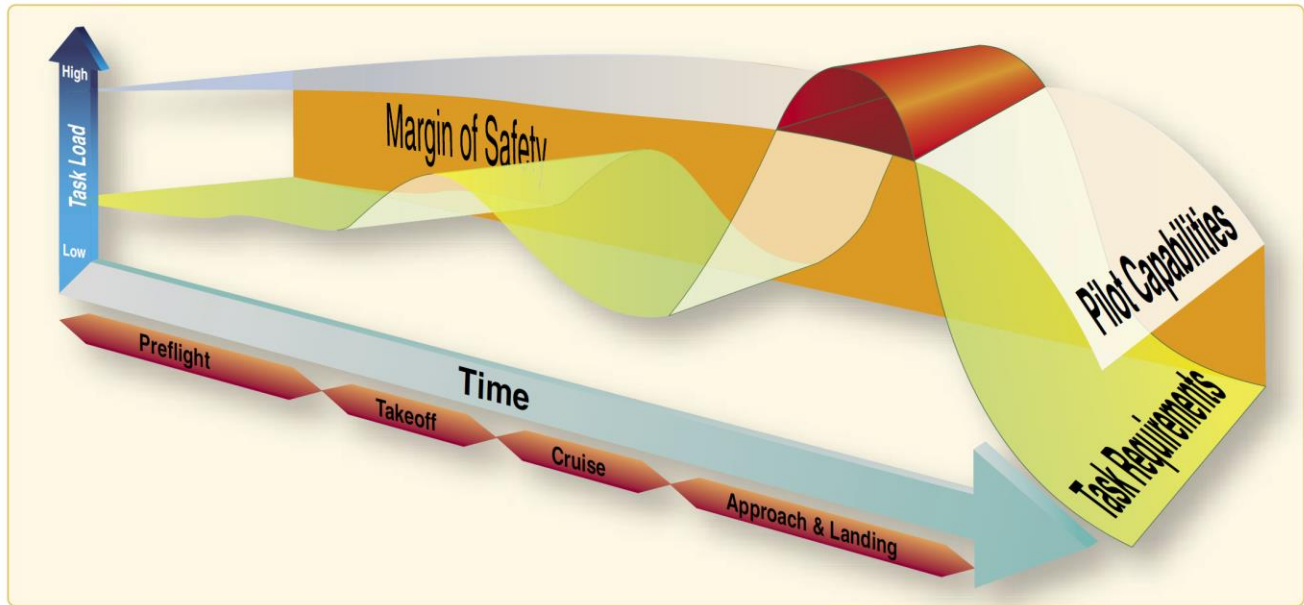 High
Task Load
Low
Margin of Safety
Pilot Capabilities
Task Requirements
Time
Preflight
Takeoff
Cruise
Approach & Landing